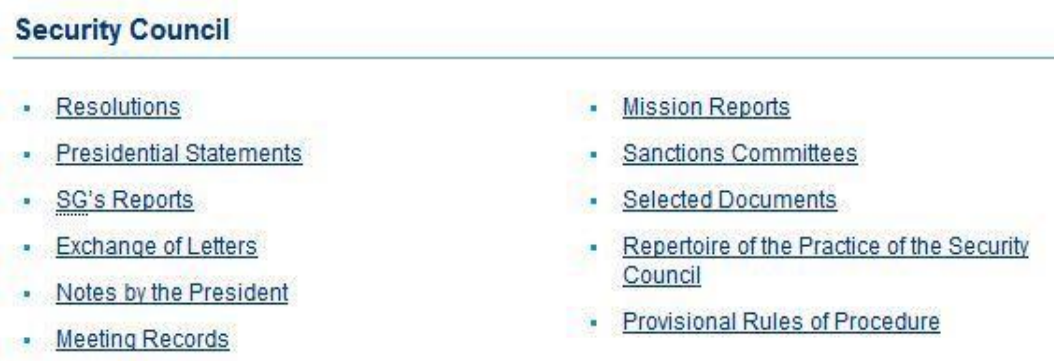 Security Council
Resolutions
Presidential Statements
SG's Reports
Exchange of Letters
Notes by the President
Meeting Records
Mission Reports
Sanctions Committees
Selected Documents
Repertoire of the Practice of the Security
Council
Provisional Rules of Procedure